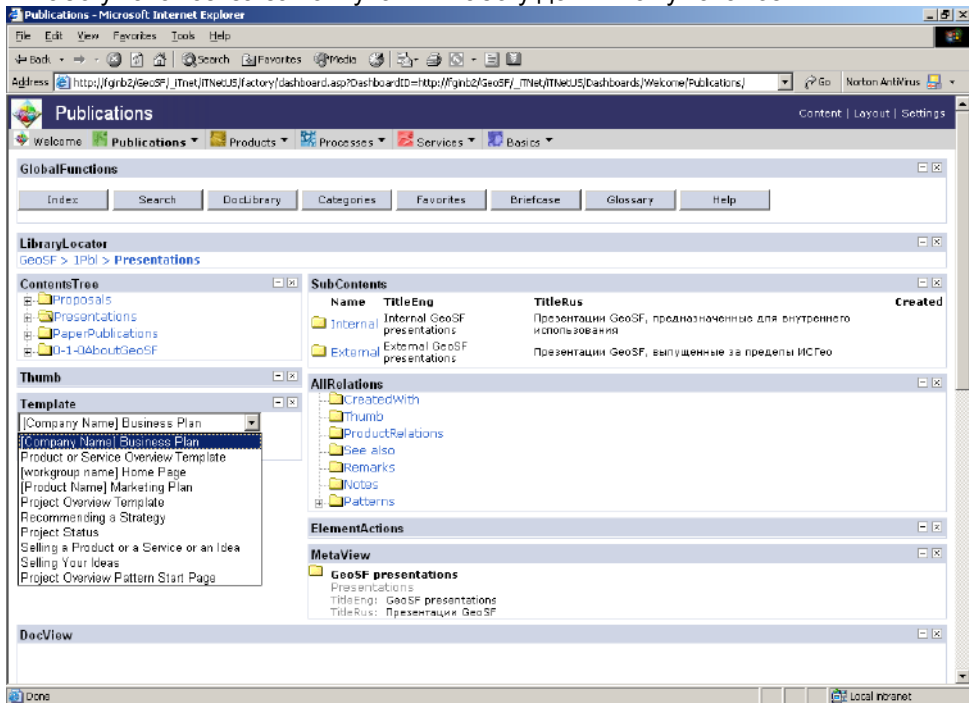 Publications - Microsoft Internet Explorer
File Edit View Favorites Tools Help
Back Search Favorites Media
Address http://fginb2/GeoSF/_ITnet/ITNetUS/factory/dashboard.asp?DashboardID=http://fginb2/GeoSF/_ITNet/ITNetUS/Dashboards/Welcome/Publications/ Go Norton AntiVirus
Publications Content | Layout | Settings
Welcome Publications Products Processes Services Basics
GlobalFunctions
Index Search DocLibrary Categories Favorites Briefcase Glossary Help
LibraryLocator
GeoSF > 1Pbl > Presentations
ContentsTree
Proposals
Presentations
PaperPublications
0-1-0AboutGeoSF
Thumb
Template
[Company Name] Business Plan
[Company Name] Business Plan
Product or Service Overview Template
[workgroup name] Home Page
[Product Name] Marketing Plan
Project Overview Template
Recommending a Strategy
Project Status
Selling a Product or a Service or an Idea
Selling Your Ideas
Project Overview Pattern Start Page
SubContents
Name TitleEng TitleRus Created
Internal Internal GeoSF presentations Презентации GeoSF, предназначенные для внутреннего использования
External External GeoSF presentations Презентации GeoSF, выпущенные за пределы ИСГео
AllRelations
CreatedWith
Thumb
ProductRelations
See also
Remarks
Notes
Patterns
ElementActions
MetaView
GeoSF presentations
Presentations
TitleEng: GeoSF presentations
TitleRus: Презентации GeoSF
DocView
Done Local intranet